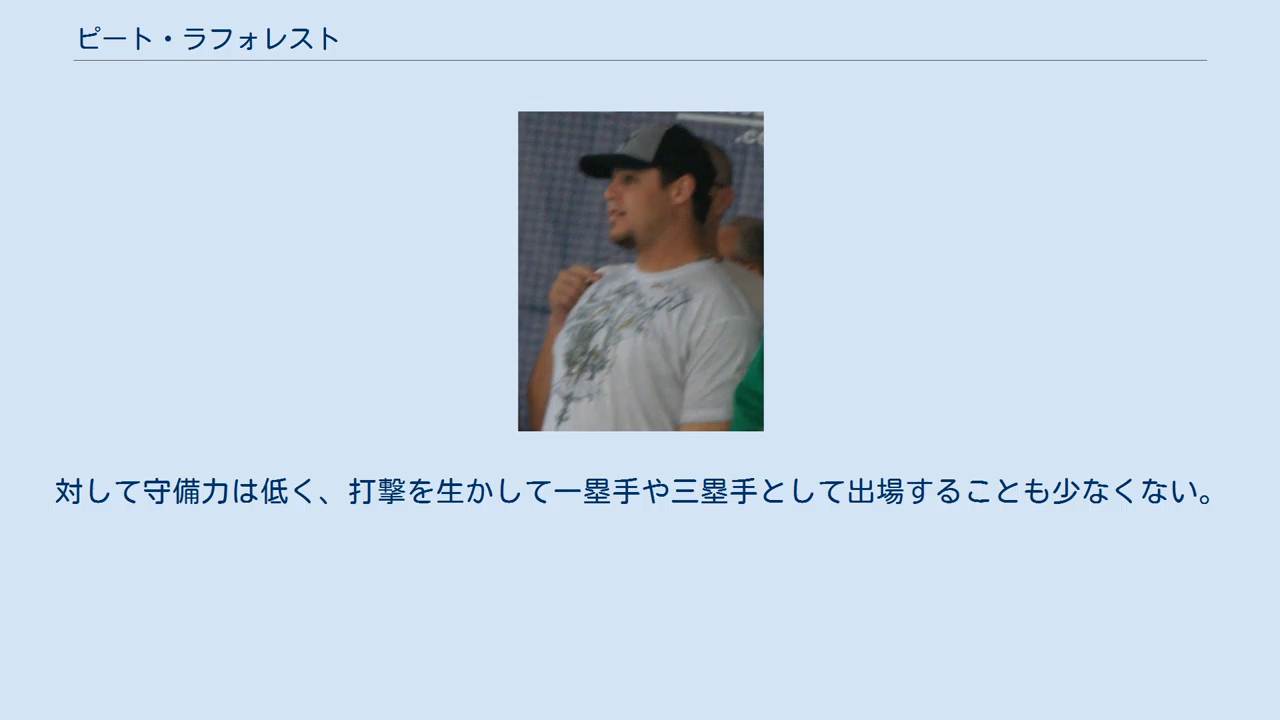 ピート・ラフォレスト
対して守備力は低く、打撃を生かして一塁手や三塁手として出場することも少なくない。